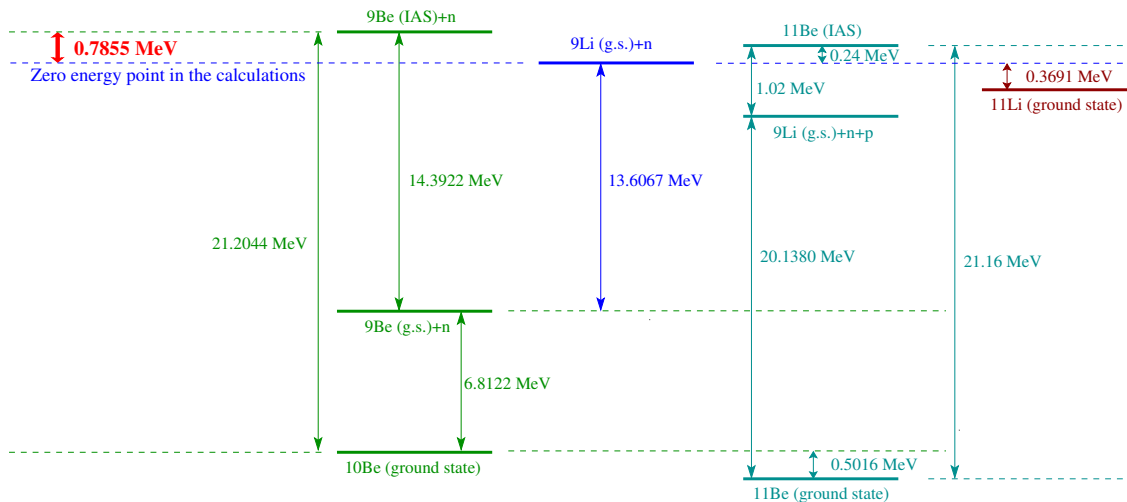 9Be (IAS)+n
0.7855 MeV
Zero energy point in the calculations
9Li (g.s.)+n
11Be (IAS)
0.24 MeV
0.3691 MeV
11Li (ground state)
1.02 MeV
9Li (g.s.)+n+p
14.3922 MeV
13.6067 MeV
21.2044 MeV
20.1380 MeV
21.16 MeV
9Be (g.s.)+n
6.8122 MeV
10Be (ground state)
0.5016 MeV
11Be (ground state)